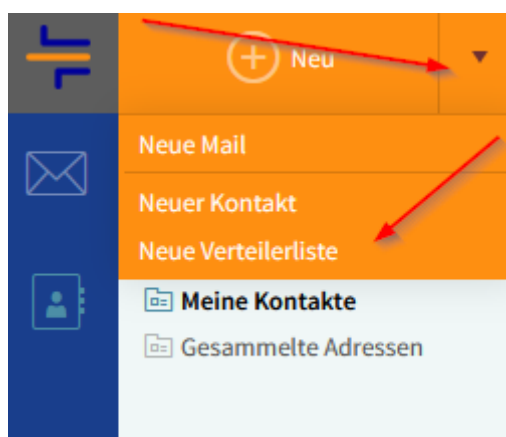 Neu
Neue Mail
Neuer Kontakt
Neue Verteilerliste
Meine Kontakte
Gesammelte Adressen